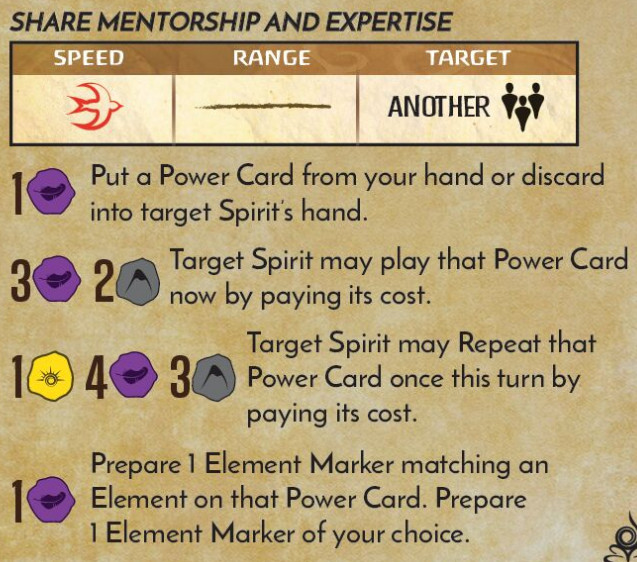 SHARE MENTORSHIP AND EXPERTISE
SPEED RANGE TARGET
ANOTHER
1 Put a Power Card from your hand or discard
into target Spirit's hand.
3 2 Target Spirit may play that Power Card
now by paying its cost.
Target Spirit may Repeat that
1 4 3 Power Card once this turn by
paying its cost.
Prepare 1 Element Marker matching an
1 Element on that Power Card. Prepare
1 Element Marker of your choice.